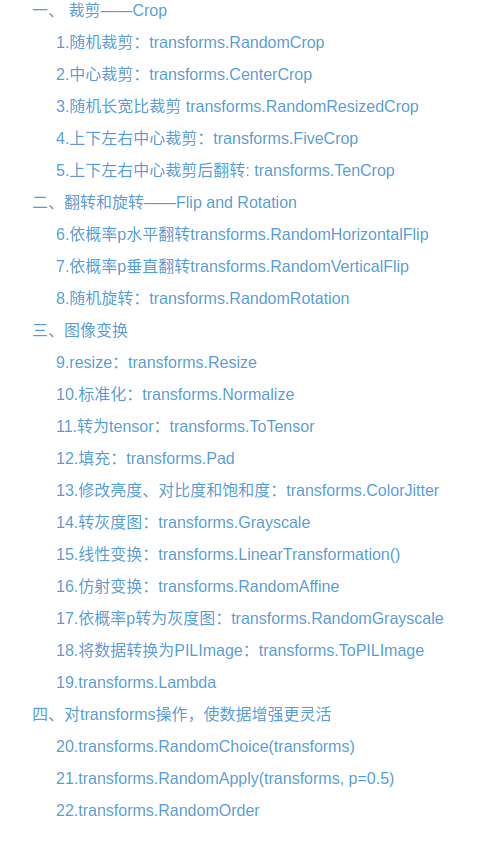 一、 裁剪——Crop
1.随机裁剪：transforms.RandomCrop
2.中心裁剪：transforms.CenterCrop
3.随机长宽比裁剪 transforms.RandomResizedCrop
4.上下左右中心裁剪：transforms.FiveCrop
5.上下左右中心裁剪后翻转: transforms.TenCrop
二、翻转和旋转——Flip and Rotation
6.依概率p水平翻转transforms.RandomHorizontalFlip
7.依概率p垂直翻转transforms.RandomVerticalFlip
8.随机旋转：transforms.RandomRotation
三、图像变换
9.resize：transforms.Resize
10.标准化：transforms.Normalize
11.转为tensor：transforms.ToTensor
12.填充：transforms.Pad
13.修改亮度、对比度和饱和度：transforms.ColorJitter
14.转灰度图：transforms.Grayscale
15.线性变换：transforms.LinearTransformation()
16.仿射变换：transforms.RandomAffine
17.依概率p转为灰度图：transforms.RandomGrayscale
18.将数据转换为PILImage：transforms.ToPILImage
19.transforms.Lambda
四、对transforms操作，使数据增强更灵活
20.transforms.RandomChoice(transforms)
21.transforms.RandomApply(transforms, p=0.5)
22.transforms.RandomOrder